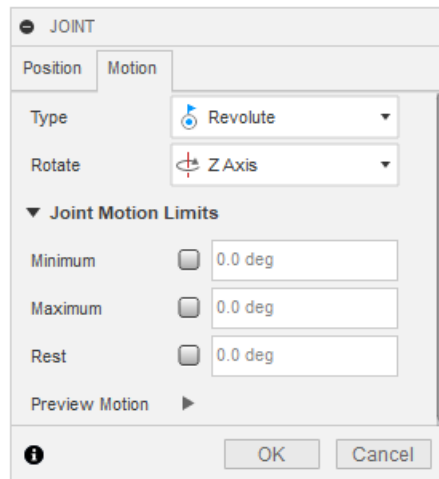 JOINT
Position Motion
Type Revolute
Rotate Z Axis
Joint Motion Limits
Minimum 0.0 deg
Maximum 0.0 deg
Rest 0.0 deg
Preview Motion
OK Cancel